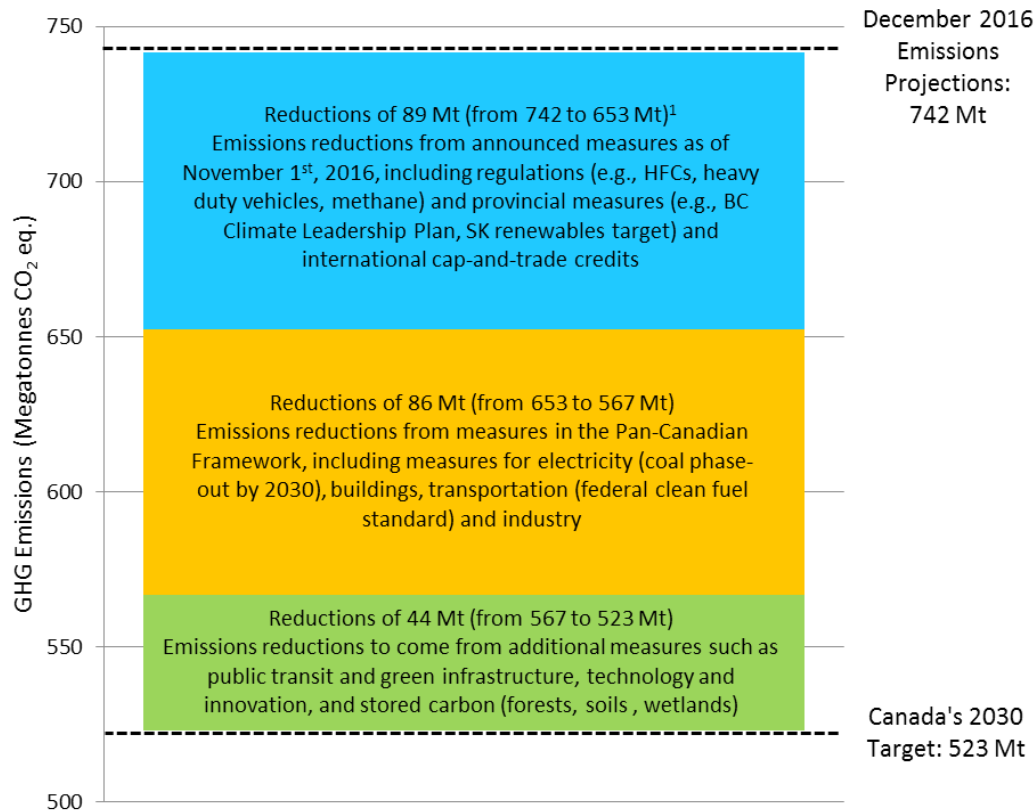 December 2016
Emissions
Projections:
742 Mt
GHG Emissions (Megatonnes CO₂ eq.)
750
700
650
600
550
500
Reductions of 89 Mt (from 742 to 653 Mt)¹
Emissions reductions from announced measures as of
November 1ˢᵗ, 2016, including regulations (e.g., HFCs, heavy
duty vehicles, methane) and provincial measures (e.g., BC
Climate Leadership Plan, SK renewables target) and
international cap-and-trade credits
Reductions of 86 Mt (from 653 to 567 Mt)
Emissions reductions from measures in the Pan-Canadian
Framework, including measures for electricity (coal phase-
out by 2030), buildings, transportation (federal clean fuel
standard) and industry
Reductions of 44 Mt (from 567 to 523 Mt)
Emissions reductions to come from additional measures such as
public transit and green infrastructure, technology and
innovation, and stored carbon (forests, soils , wetlands)
Canada's 2030
Target: 523 Mt